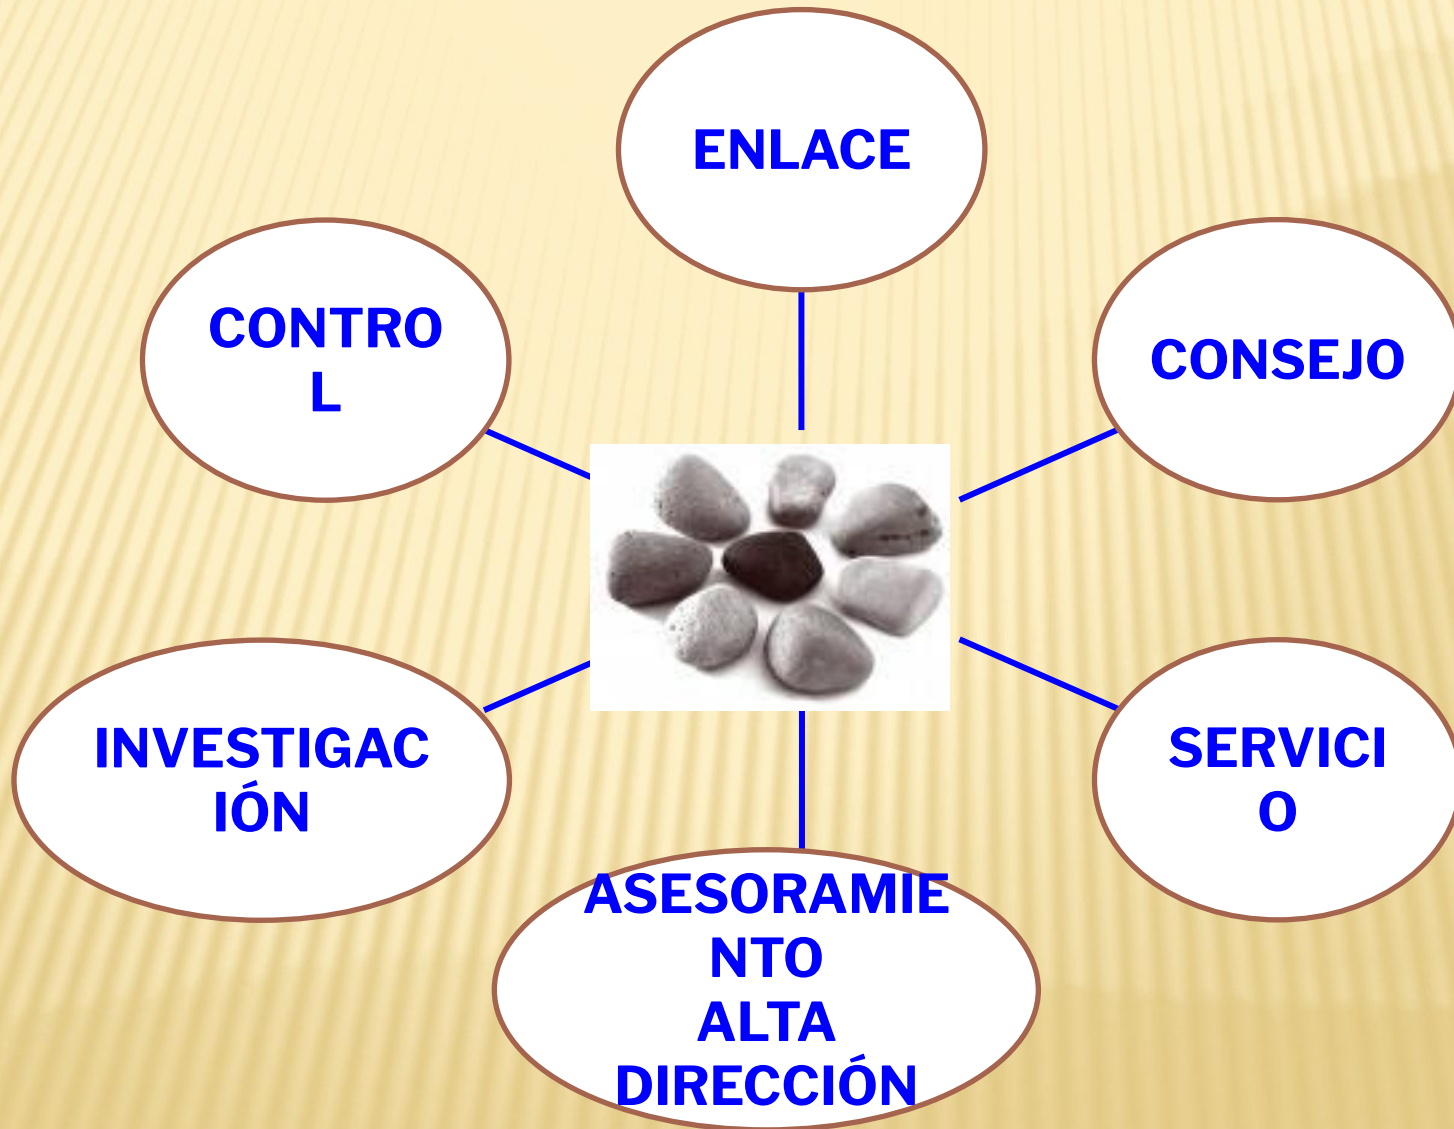 ENLACE
CONTRO
L
CONSEJO
INVESTIGAC
IÓN
SERVICI
O
ASESORAMIE
NTO
ALTA
DIRECCIÓN